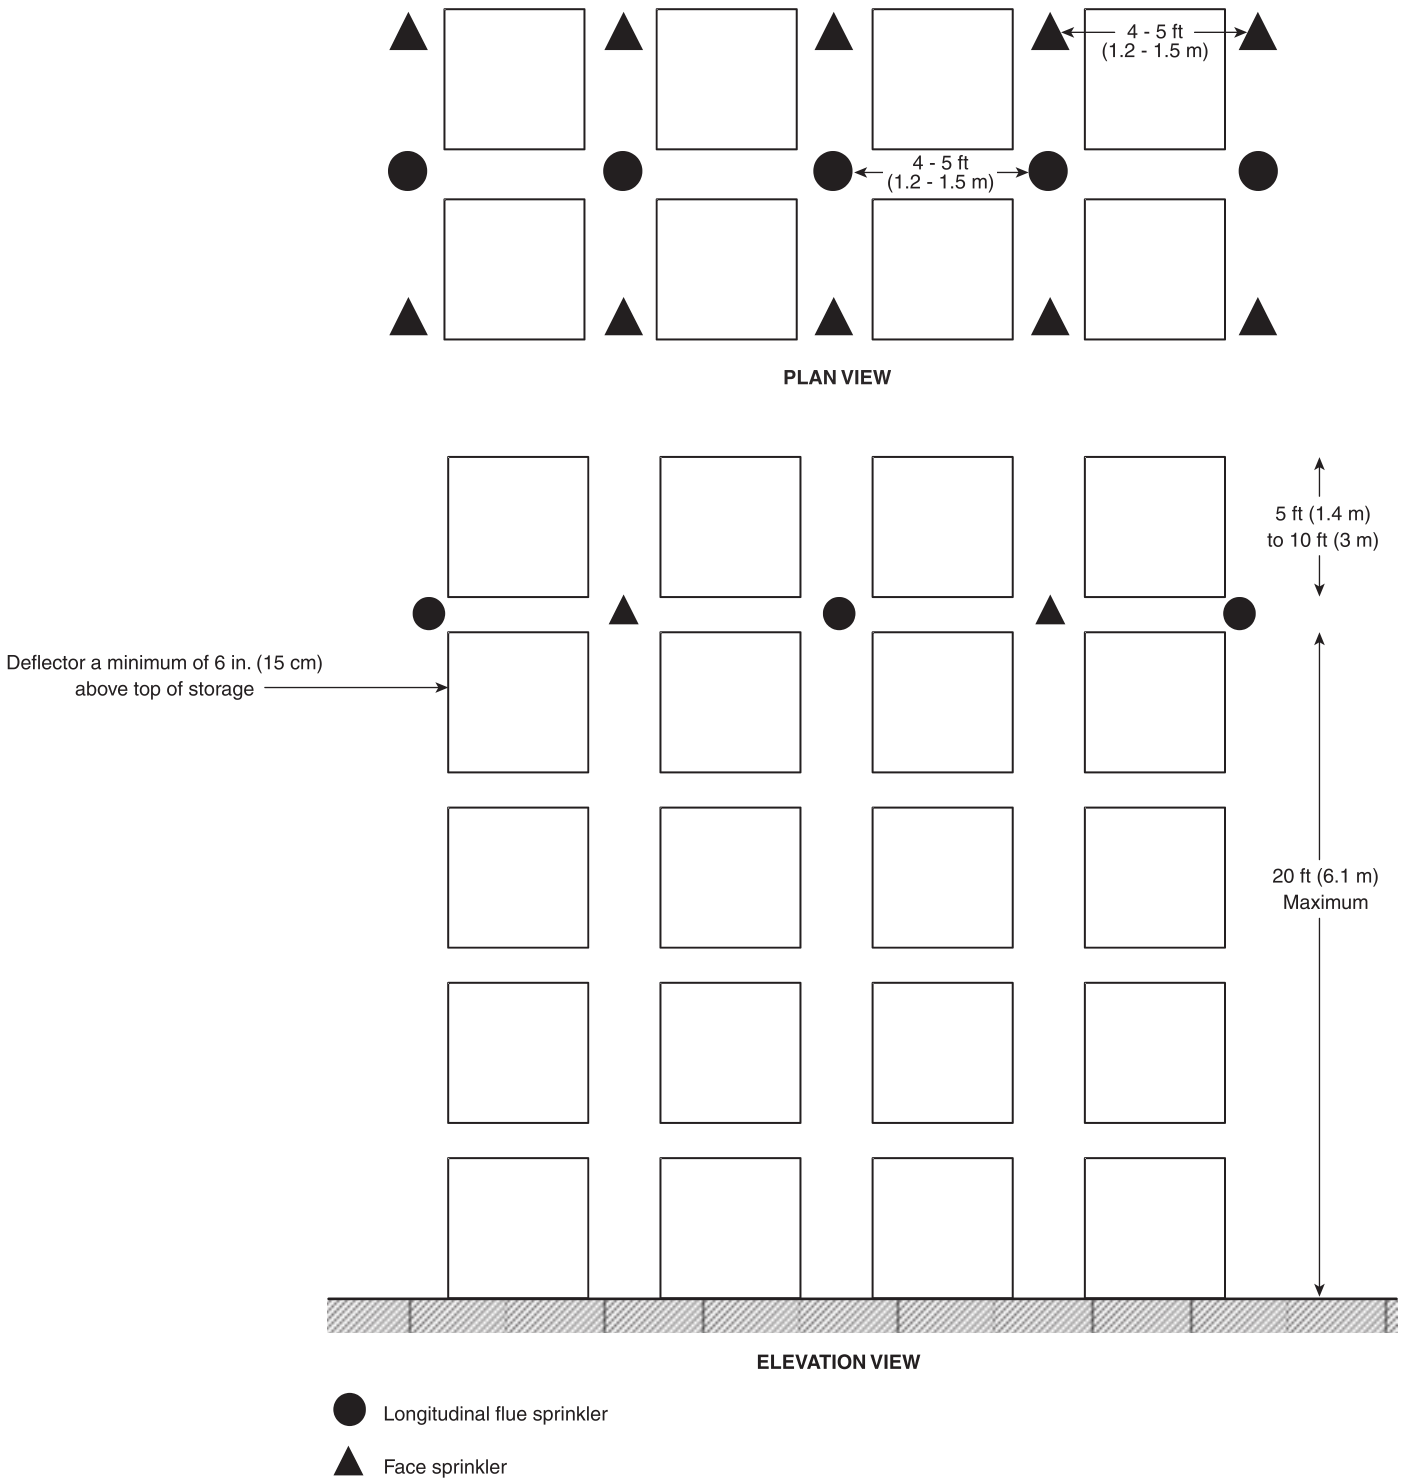 4 - 5 ft
(1.2 - 1.5 m)
4 - 5 ft
(1.2 - 1.5 m)
PLAN VIEW
5 ft (1.4 m)
to 10 ft (3 m)
Deflector a minimum of 6 in. (15 cm)
above top of storage
20 ft (6.1 m)
Maximum
ELEVATION VIEW
Longitudinal flue sprinkler
Face sprinkler